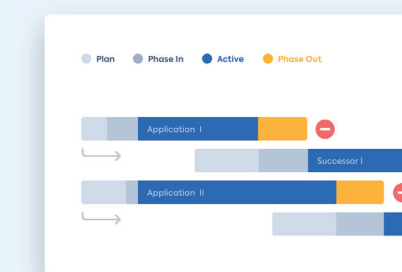 Plan Phase In Active Phase Out
Application I
Successor I
Application II